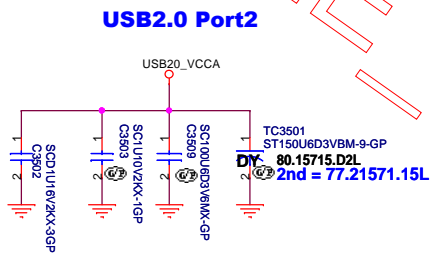 USB2.0 Port2
USB20_VCCA
1
2
C3502
SCD1U16V2KX-3GP
1
2
C3503
SC1U10V2KX-1GP
G/P
1
2
C3509
SC100U6D3V6MX-GP
G/P
1
2
TC3501
ST150U6D3VBM-9-GP
DY
80.15715.D2L
G/P
2nd = 77.21571.15L